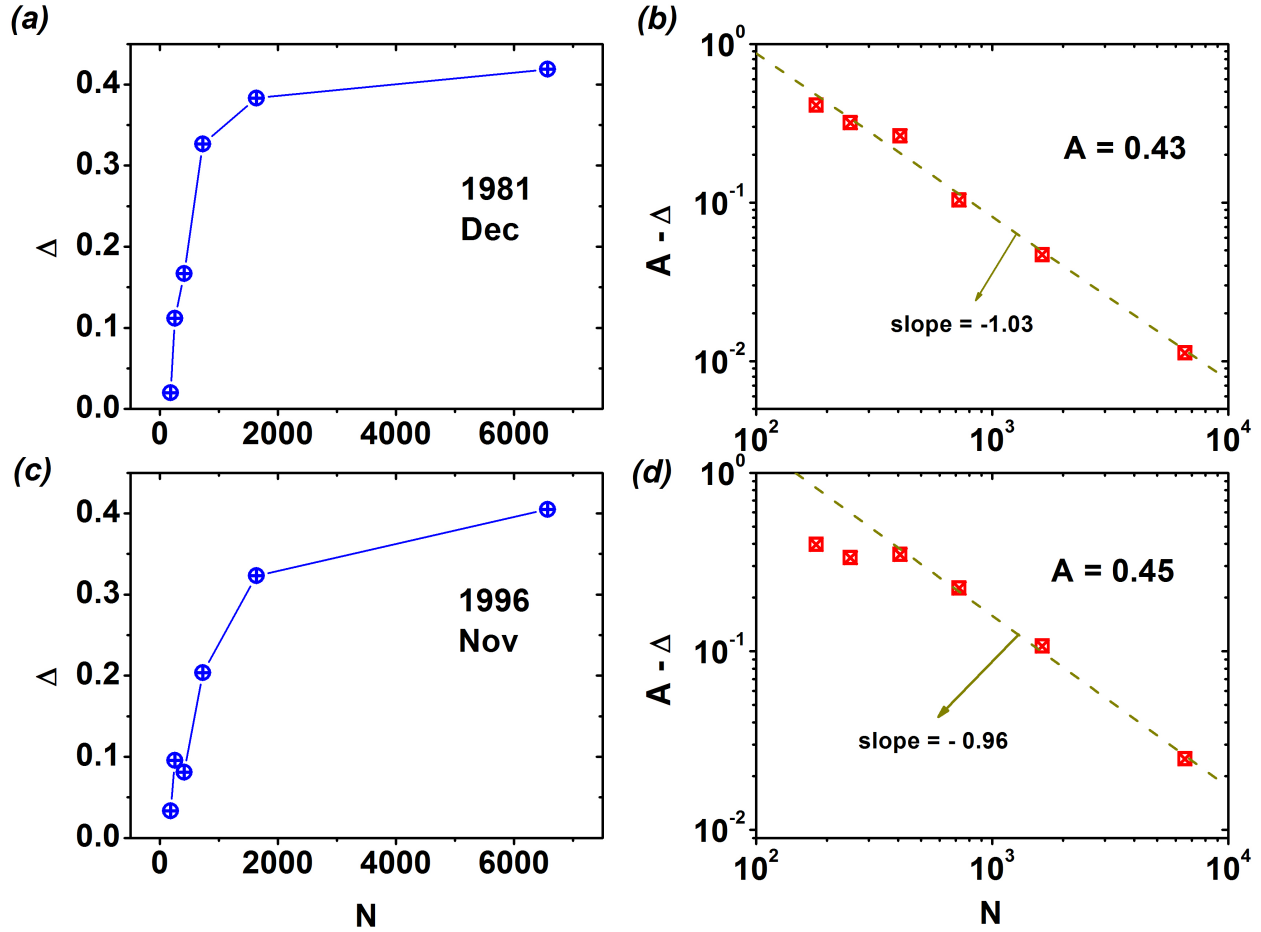 (a)
Δ
0.4
0.3
0.2
0.1
0.0
0 2000 4000 6000
1981
Dec
(b)
A - Δ
10^0
10^-1
10^-2
10^2 10^3 10^4
A = 0.43
slope = -1.03
(c)
Δ
0.4
0.3
0.2
0.1
0.0
0 2000 4000 6000
N
1996
Nov
(d)
A - Δ
10^0
10^-1
10^-2
10^2 10^3 10^4
N
A = 0.45
slope = - 0.96